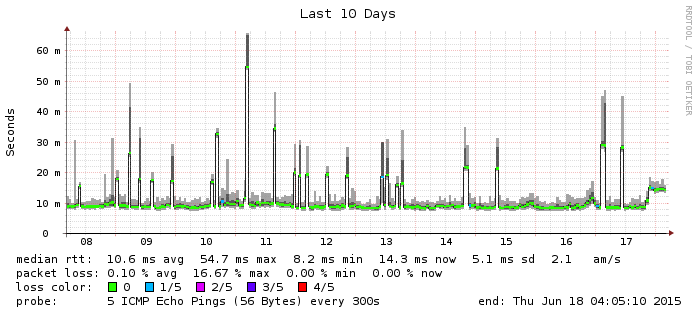 Last 10 Days
RRDTOOL / TOBI OETIKER
Seconds
60 m
50 m
40 m
30 m
20 m
10 m
0
08 09 10 11 12 13 14 15 16 17
median rtt: 10.6 ms avg 54.7 ms max 8.2 ms min 14.3 ms now 5.1 ms sd 2.1 am/s
packet loss: 0.10 % avg 16.67 % max 0.00 % min 0.00 % now
loss color: 0 1/5 2/5 3/5 4/5
probe: 5 ICMP Echo Pings (56 Bytes) every 300s end: Thu Jun 18 04:05:10 2015